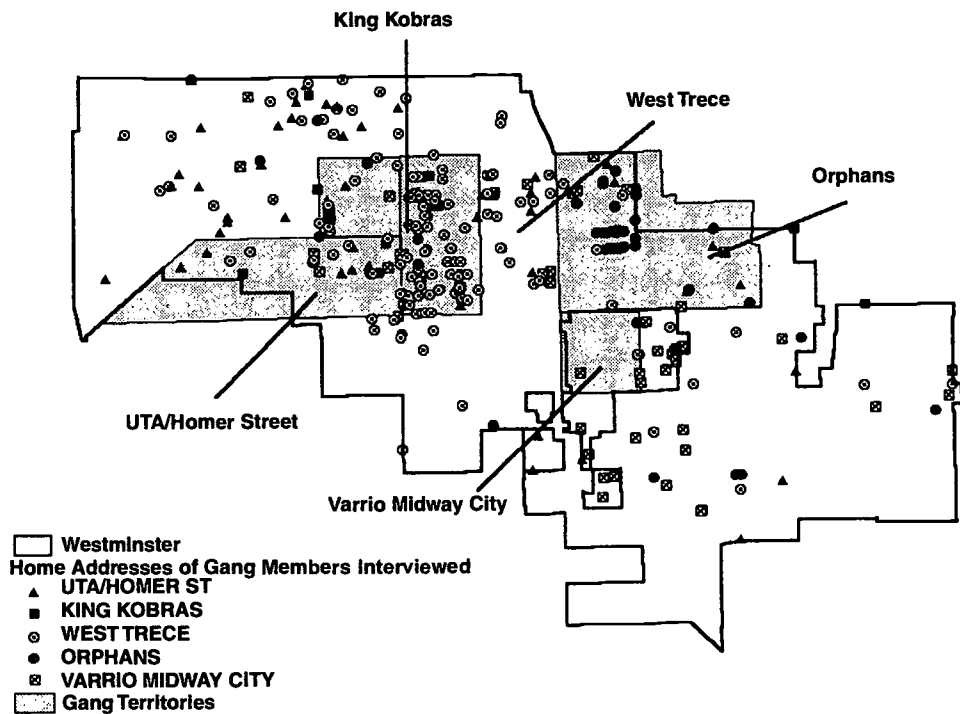 King Kobras
West Trece
Orphans
UTA/Homer Street
Varrio Midway City
Westminster
Home Addresses of Gang Members Interviewed
UTA/HOMER ST
KING KOBRAS
WEST TRECE
ORPHANS
VARRIO MIDWAY CITY
Gang Territories